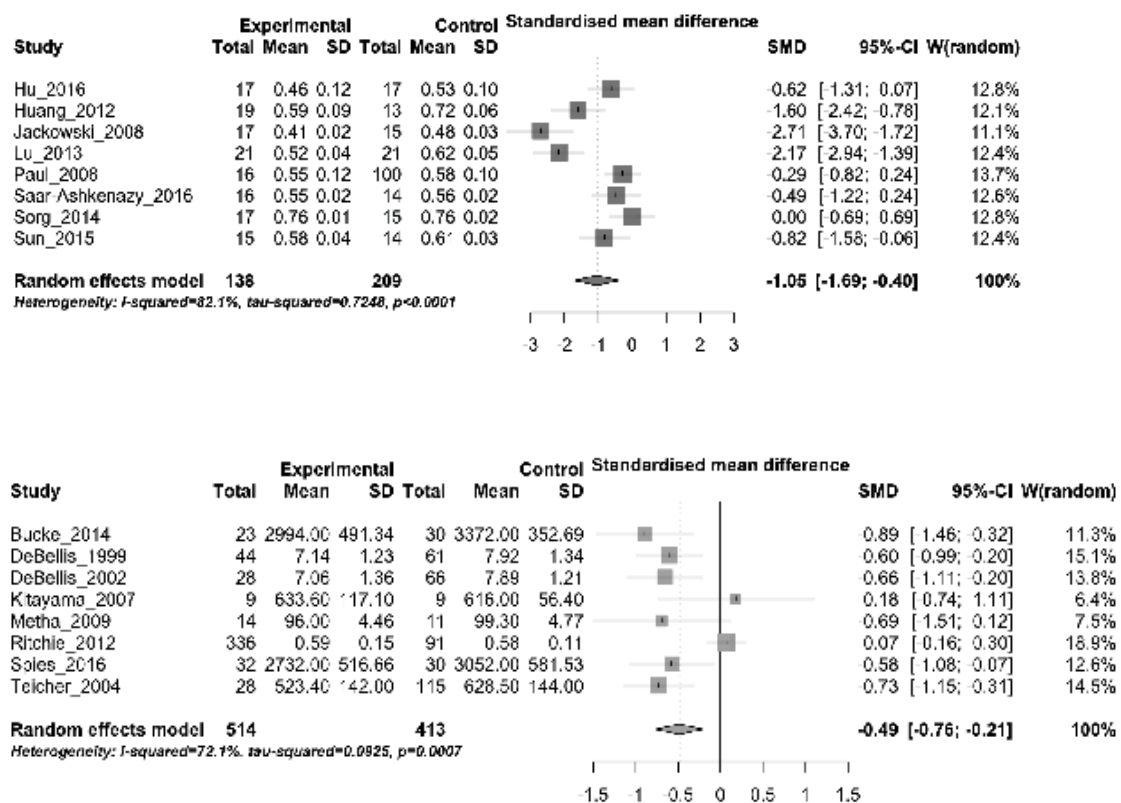 Experimental Control Standardised mean difference
Study Total Mean SD Total Mean SD SMD 95%-CI W(random)
Hu_2016 17 0.46 0.12 17 0.53 0.10 -0.62 [-1.31; 0.07] 12.8%
Huang_2012 19 0.59 0.09 13 0.72 0.06 -1.60 [-2.42; -0.78] 12.1%
Jackowski_2008 17 0.41 0.02 15 0.48 0.03 -2.71 [-3.70; -1.72] 11.1%
Lu_2013 21 0.52 0.04 21 0.62 0.05 -2.17 [-2.94; -1.39] 12.4%
Paul_2008 16 0.55 0.12 100 0.58 0.10 -0.29 [-0.82; 0.24] 13.7%
Saar-Ashkenazy_2016 16 0.55 0.02 14 0.56 0.02 -0.49 [-1.22; 0.24] 12.6%
Sorg_2014 17 0.76 0.01 15 0.76 0.02 0.00 [-0.69; 0.69] 12.8%
Sun_2015 15 0.58 0.04 14 0.61 0.03 -0.82 [-1.58; -0.06] 12.4%
Random effects model 138 209 -1.05 [-1.69; -0.40] 100%
Heterogeneity: I-squared=82.1%, tau-squared=0.7248, p<0.0001
-3 -2 -1 0 1 2 3
Experimental Control Standardised mean difference
Study Total Mean SD Total Mean SD SMD 95%-CI W(random)
Bucke_2014 23 2994.00 491.34 30 3372.00 352.69 -0.89 [-1.46; -0.32] 11.3%
DeBellis_1999 44 7.14 1.23 61 7.92 1.34 -0.60 [-0.99; -0.20] 15.1%
DeBellis_2002 28 7.06 1.36 66 7.89 1.21 -0.66 [-1.11; -0.20] 13.8%
Kitayama_2007 9 633.60 117.10 9 616.00 56.40 0.18 [-0.74; 1.11] 6.4%
Metha_2009 14 96.00 4.46 11 99.30 4.77 -0.69 [-1.51; 0.12] 7.5%
Ritchie_2012 336 0.59 0.15 91 0.58 0.11 0.07 [-0.16; 0.30] 18.9%
Spies_2016 32 2732.00 516.66 30 3052.00 581.53 -0.58 [-1.08; -0.07] 12.6%
Teicher_2004 28 523.40 142.00 115 628.50 144.00 -0.73 [-1.15; -0.31] 14.5%
Random effects model 514 413 -0.49 [-0.76; -0.21] 100%
Heterogeneity: I-squared=72.1%, tau-squared=0.0925, p=0.0007
-1.5 -1 -0.5 0 0.5 1 1.5